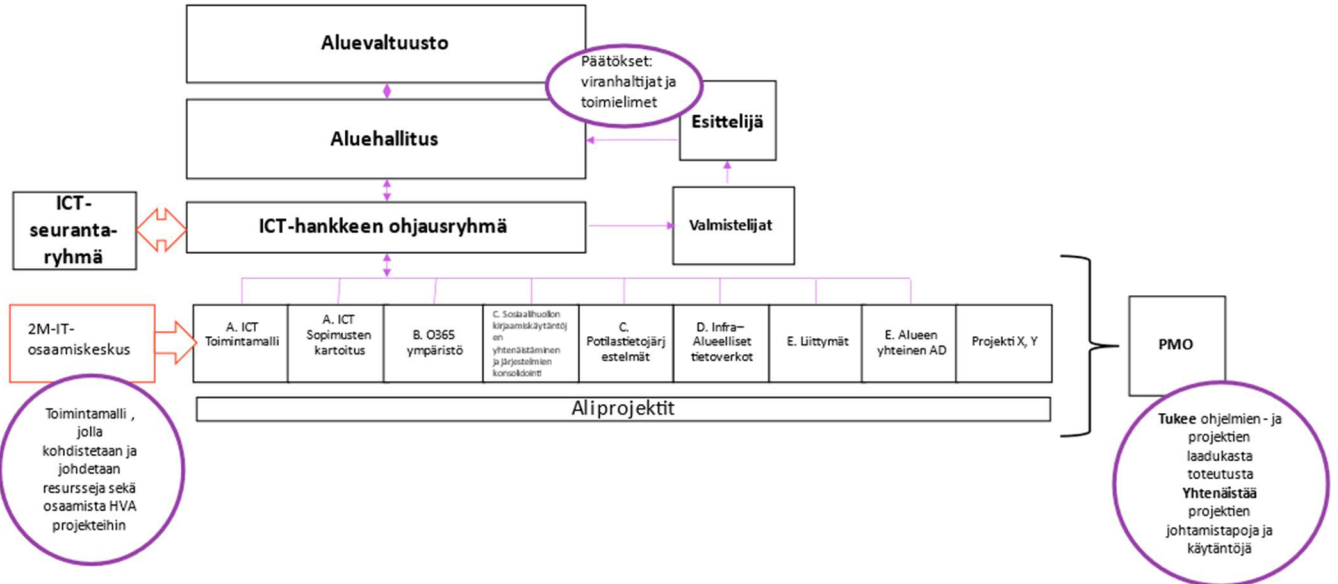 Aluevaltuusto
Päätökset:
viranhaltijat ja
toimielimet
Aluehallitus
Esittelijä
ICT-
seuranta-
ryhmä
ICT-hankkeen ohjausryhmä
Valmistelijat
2M-IT-
osaamiskeskus
A. ICT
Toimintamalli
A. ICT
Sopimusten
kartoitus
B. O365
ympäristö
C. Sosiaalihuollon
kirjaamiskäytäntöj
en
yhtenäistäminen
ja järjestelmien
konsolidointi
C.
Potilastietojärj
estelmät
D. Infra–
Alueelliset
tietoverkot
E. Liittymät
E. Alueen
yhteinen AD
Projekti X, Y
PMO
Aliprojektit
Toimintamalli ,
jolla
kohdistetaan ja
johdetaan
resursseja sekä
osaamista HVA
projekteihin
Tukee ohjelmien - ja
projektien
laadukasta
toteutusta
Yhtenäistää
projektien
johtamistapoja ja
käytäntöjä